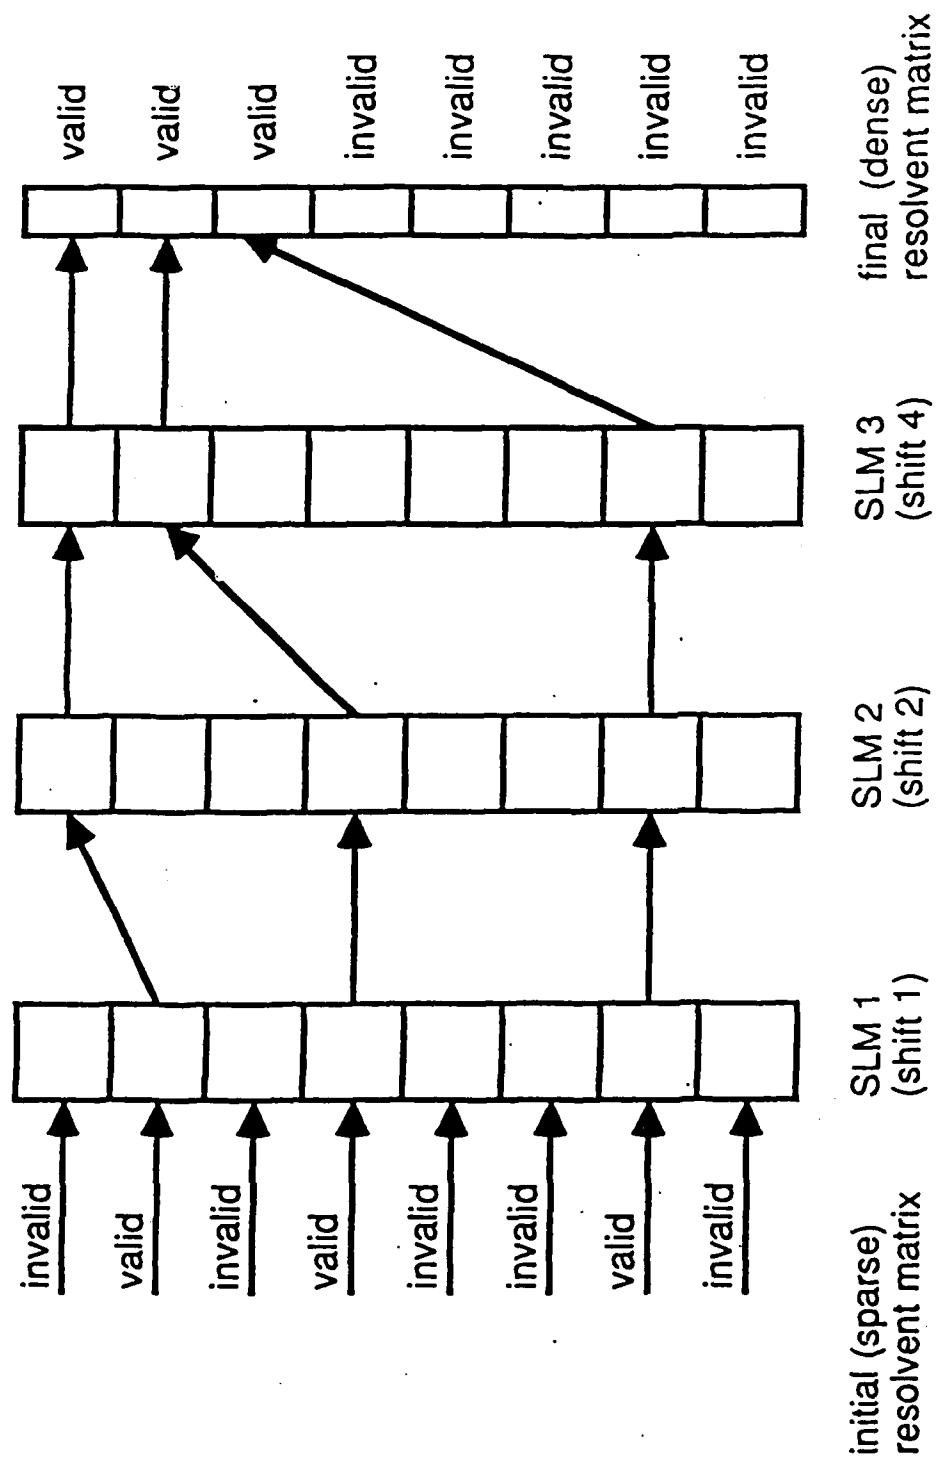 invalid
valid
invalid
valid
invalid
invalid
valid
invalid
valid
valid
valid
invalid
invalid
invalid
invalid
invalid
initial (sparse)
resolvent matrix
SLM 1
(shift 1)
SLM 2
(shift 2)
SLM 3
(shift 4)
final (dense)
resolvent matrix